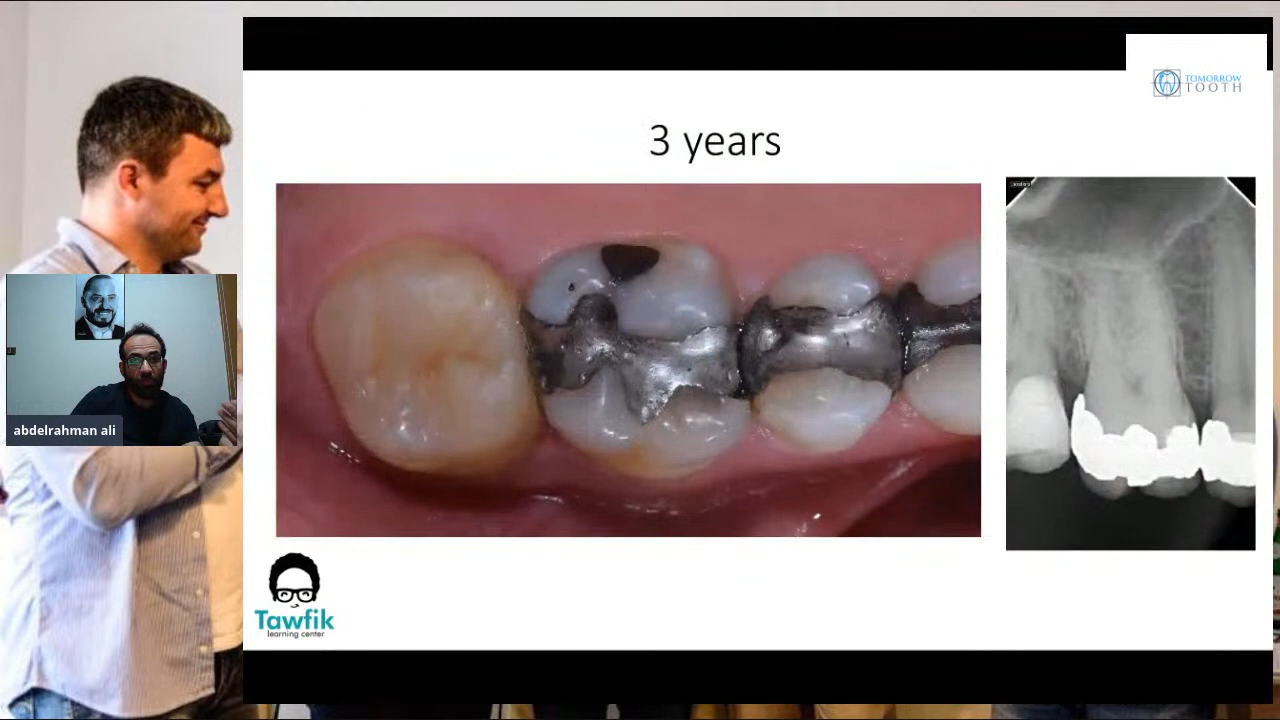 TOMORROW
TOOTH
3 years
abdelrahman ali
Tawfik
learning center